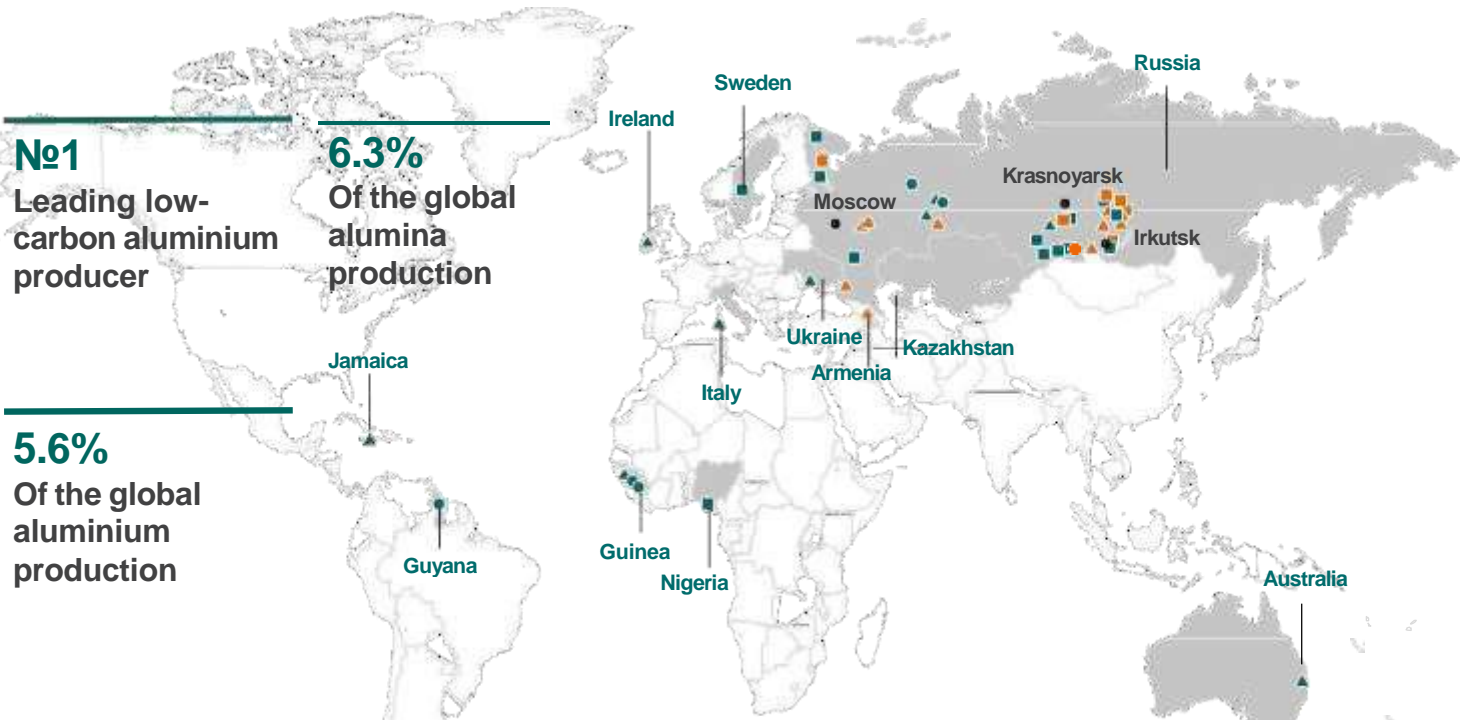 №1
Leading low-
carbon aluminium
producer
6.3%
Of the global
alumina
production
5.6%
Of the global
aluminium
production
Russia
Sweden
Ireland
Krasnoyarsk
Moscow
Irkutsk
Ukraine
Kazakhstan
Armenia
Jamaica
Italy
Guinea
Guyana
Nigeria
Australia